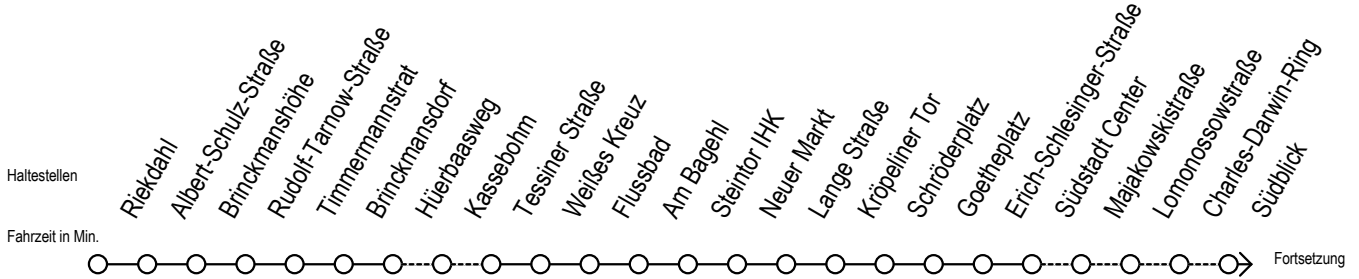 Haltestellen
Riekdahl
Albert-Schulz-Straße
Brinckmanshöhe
Rudolf-Tarnow-Straße
Timmermannstrat
Brinckmansdorf
Hüerbaasweg
Kassebohm
Tessiner Straße
Weißes Kreuz
Flussbad
Am Bagehl
Steintor IHK
Neuer Markt
Lange Straße
Kröpeliner Tor
Schröderplatz
Goetheplatz
Erich-Schlesinger-Straße
Südstadt Center
Majakowskistraße
Lomonossowstraße
Charles-Darwin-Ring
Südblick
Fahrzeit in Min.
Fortsetzung